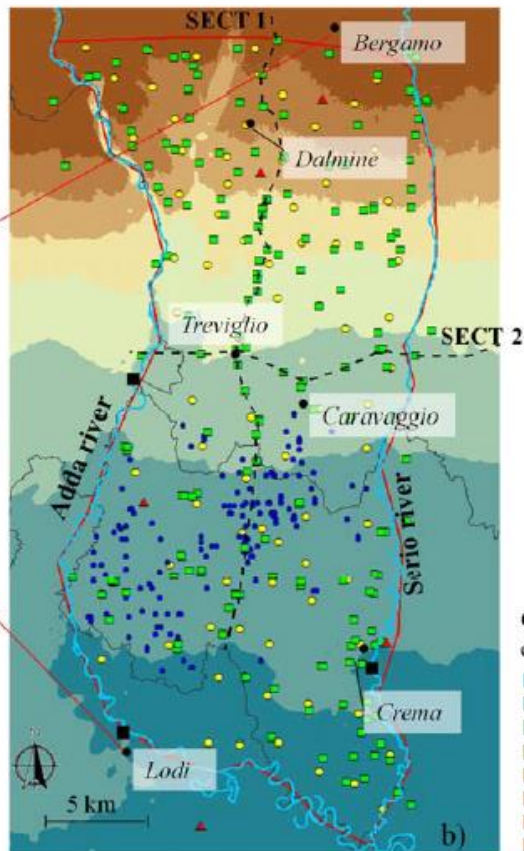 SECT 1
Bergamo
Dalmine
Treviglio
SECT 2
Caravaggio
Adda river
Serio river
Crema
Lodi
N
5 km
b)